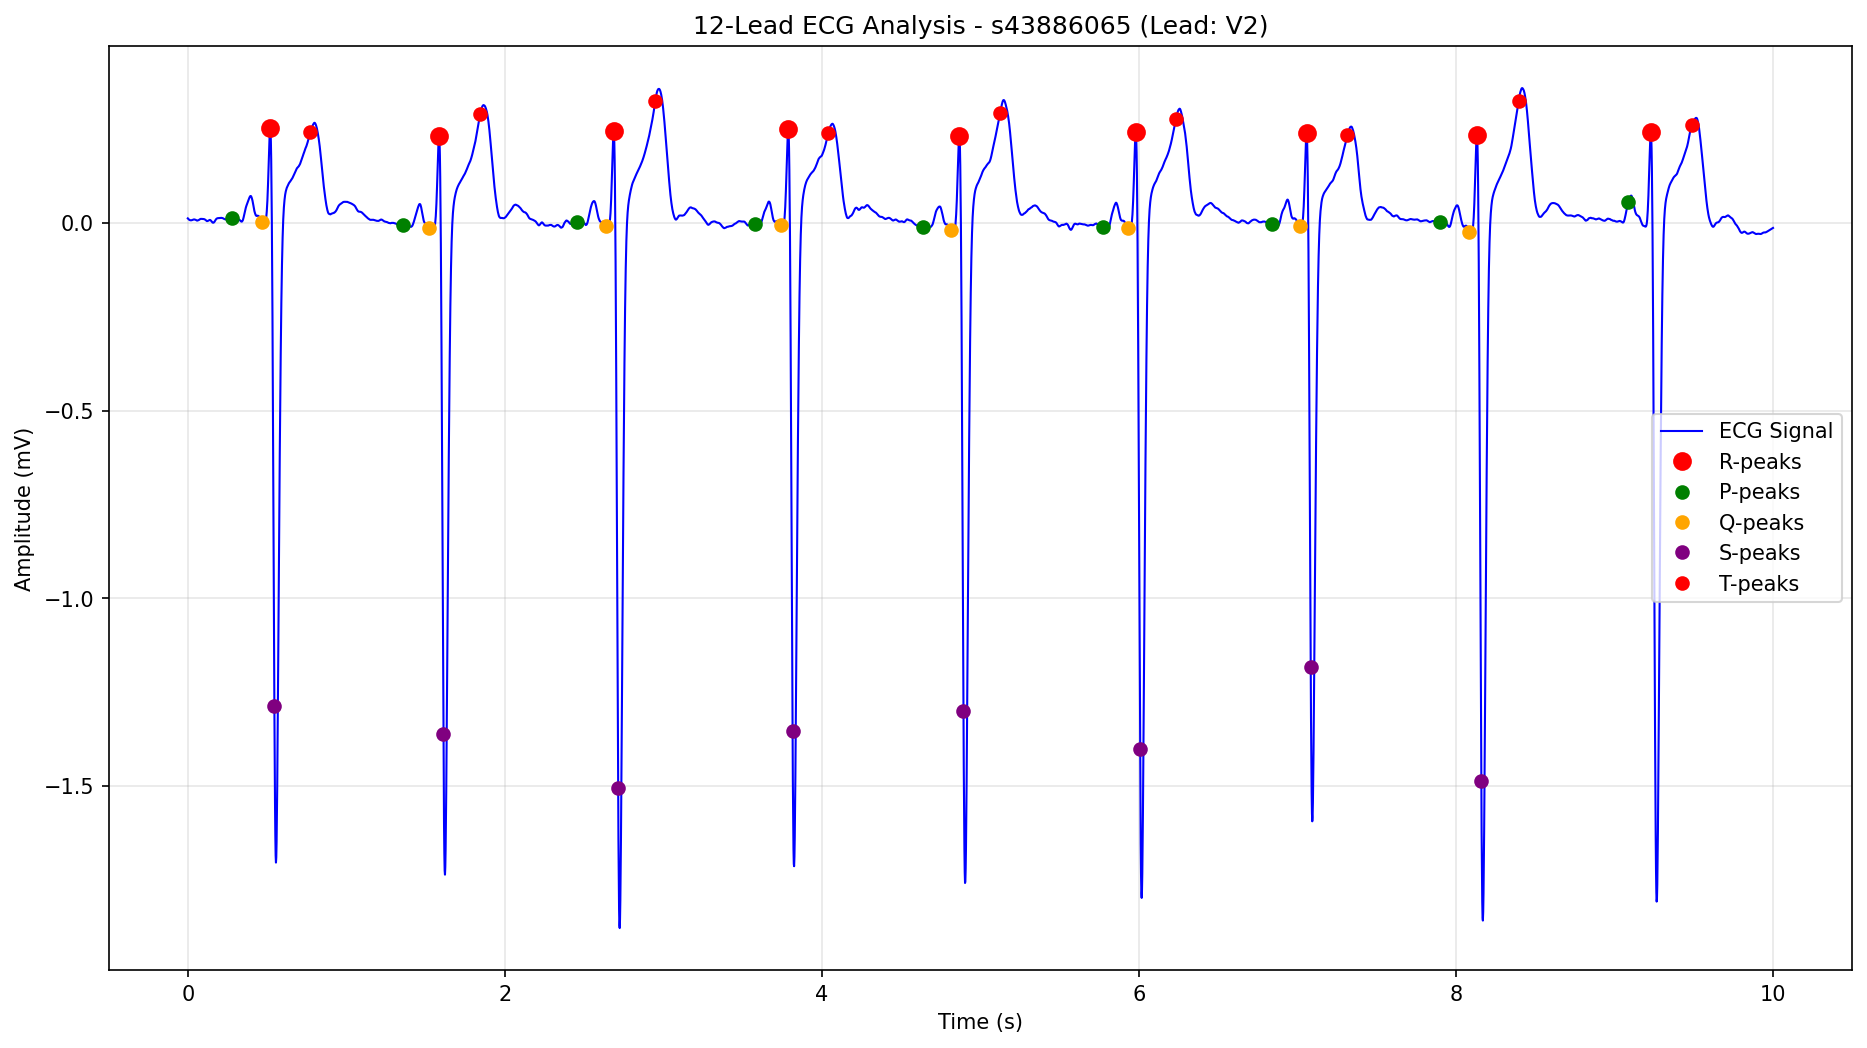 12-Lead ECG Analysis - s43886065 (Lead: V2)
Amplitude (mV)
0.0
−0.5
−1.0
−1.5
ECG Signal
R-peaks
P-peaks
Q-peaks
S-peaks
T-peaks
0 2 4 6 8 10
Time (s)